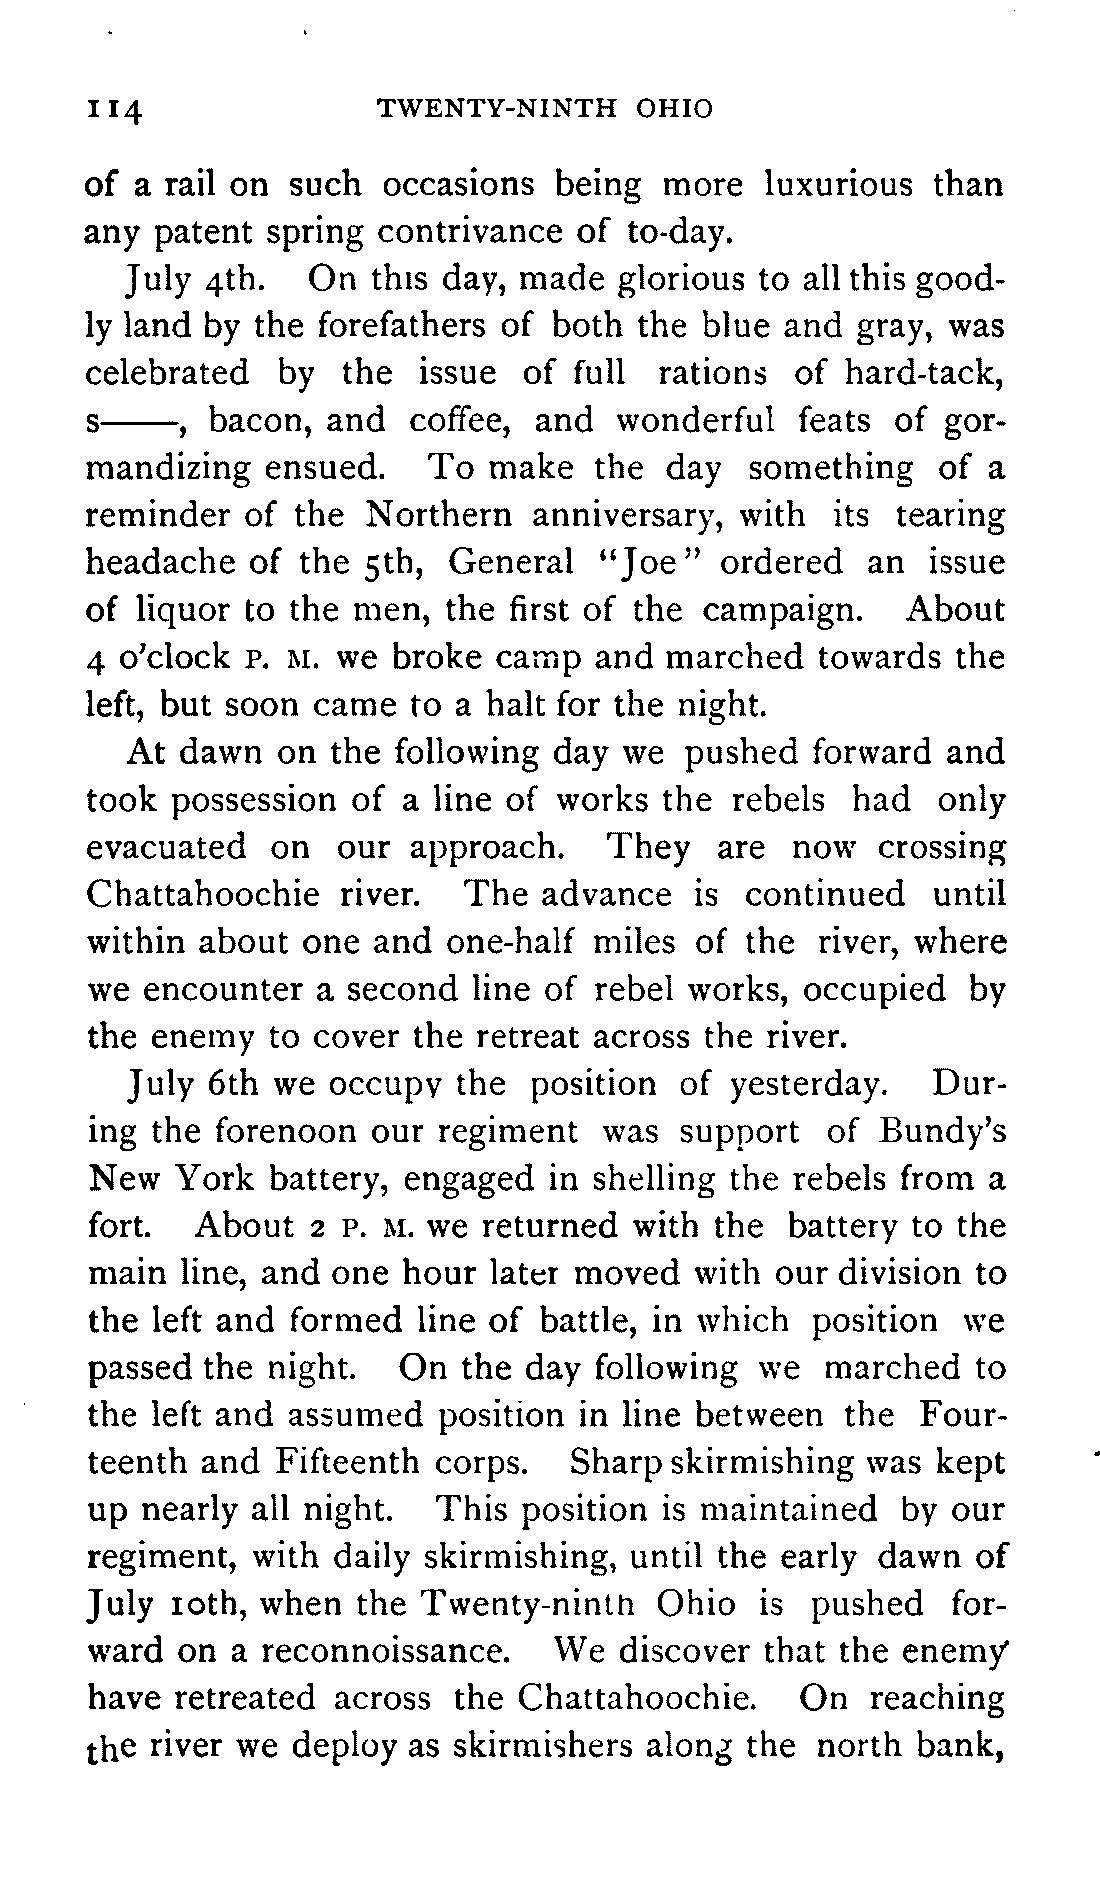 114 TWENTY-NINTH OHIO
of a rail on such occasions being more luxurious than
any patent spring contrivance of to-day.
July 4th. On this day, made glorious to all this good-
ly land by the forefathers of both the blue and gray, was
celebrated by the issue of full rations of hard-tack,
s——, bacon, and coffee, and wonderful feats of gor-
mandizing ensued. To make the day something of a
reminder of the Northern anniversary, with its tearing
headache of the 5th, General "Joe" ordered an issue
of liquor to the men, the first of the campaign. About
4 o'clock P. M. we broke camp and marched towards the
left, but soon came to a halt for the night.
At dawn on the following day we pushed forward and
took possession of a line of works the rebels had only
evacuated on our approach. They are now crossing
Chattahoochie river. The advance is continued until
within about one and one-half miles of the river, where
we encounter a second line of rebel works, occupied by
the enemy to cover the retreat across the river.
July 6th we occupy the position of yesterday. Dur-
ing the forenoon our regiment was support of Bundy's
New York battery, engaged in shelling the rebels from a
fort. About 2 P. M. we returned with the battery to the
main line, and one hour later moved with our division to
the left and formed line of battle, in which position we
passed the night. On the day following we marched to
the left and assumed position in line between the Four-
teenth and Fifteenth corps. Sharp skirmishing was kept
up nearly all night. This position is maintained by our
regiment, with daily skirmishing, until the early dawn of
July 10th, when the Twenty-ninth Ohio is pushed for-
ward on a reconnoissance. We discover that the enemy
have retreated across the Chattahoochie. On reaching
the river we deploy as skirmishers along the north bank,